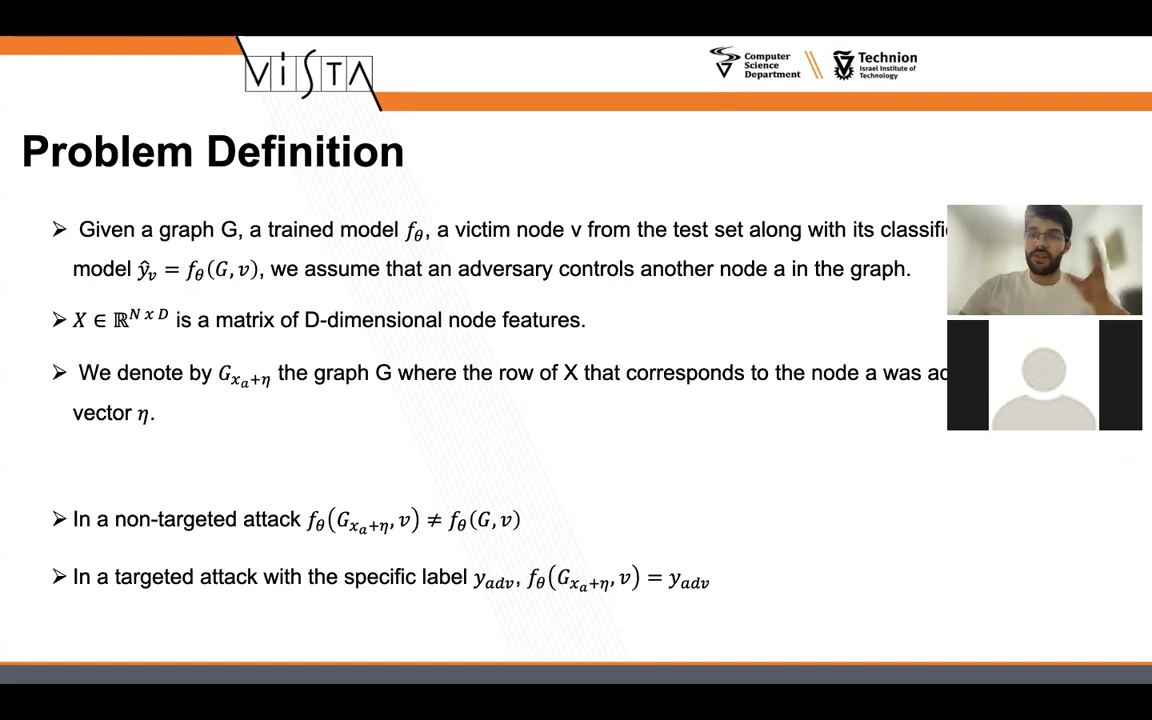 VISTA
Computer
Science
Department
Technion
Israel Institute of
Technology
Problem Definition
➢ Given a graph G, a trained model f_θ, a victim node v from the test set along with its
model ŷ_v = f_θ(G, v), we assume that an adversary controls another node a in the graph.
➢ X ∈ ℝ^{N x D} is a matrix of D-dimensional node features.
➢ We denote by G_{x_a+η} the graph G where the row of X that corresponds to the node a was
vector η.
➢ In a non-targeted attack f_θ(G_{x_a+η}, v) ≠ f_θ(G, v)
➢ In a targeted attack with the specific label y_{adv}, f_θ(G_{x_a+η}, v) = y_{adv}